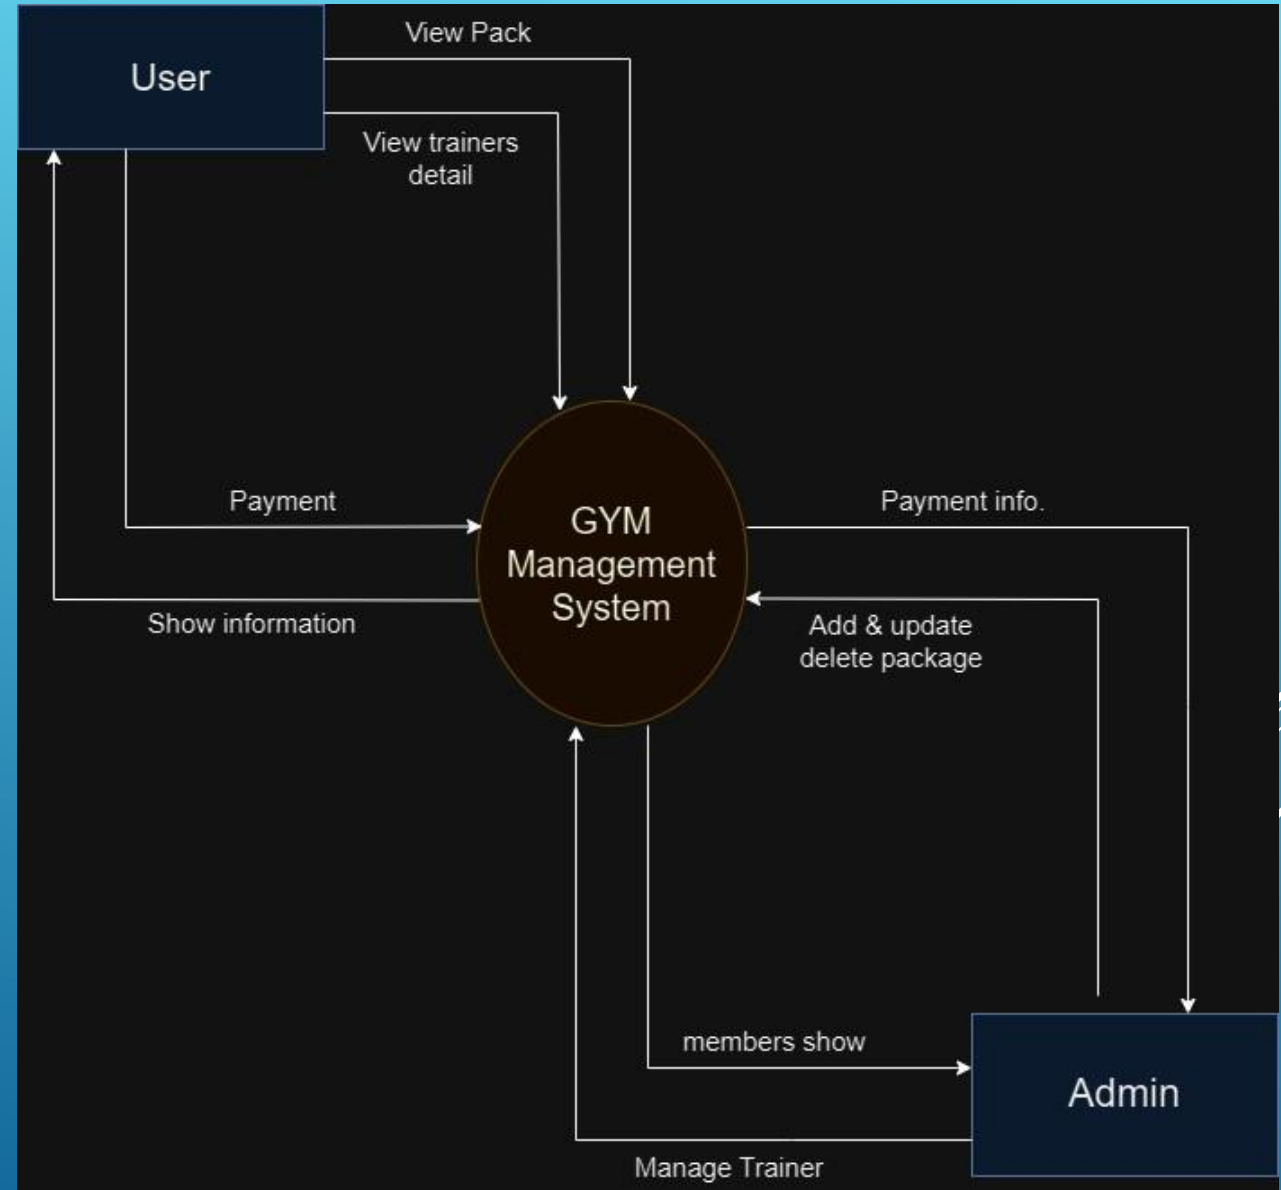 View Pack
User
View trainers
detail
Payment
Payment info.
GYM
Management
System
Show information
Add & update
delete package
members show
Admin
Manage Trainer